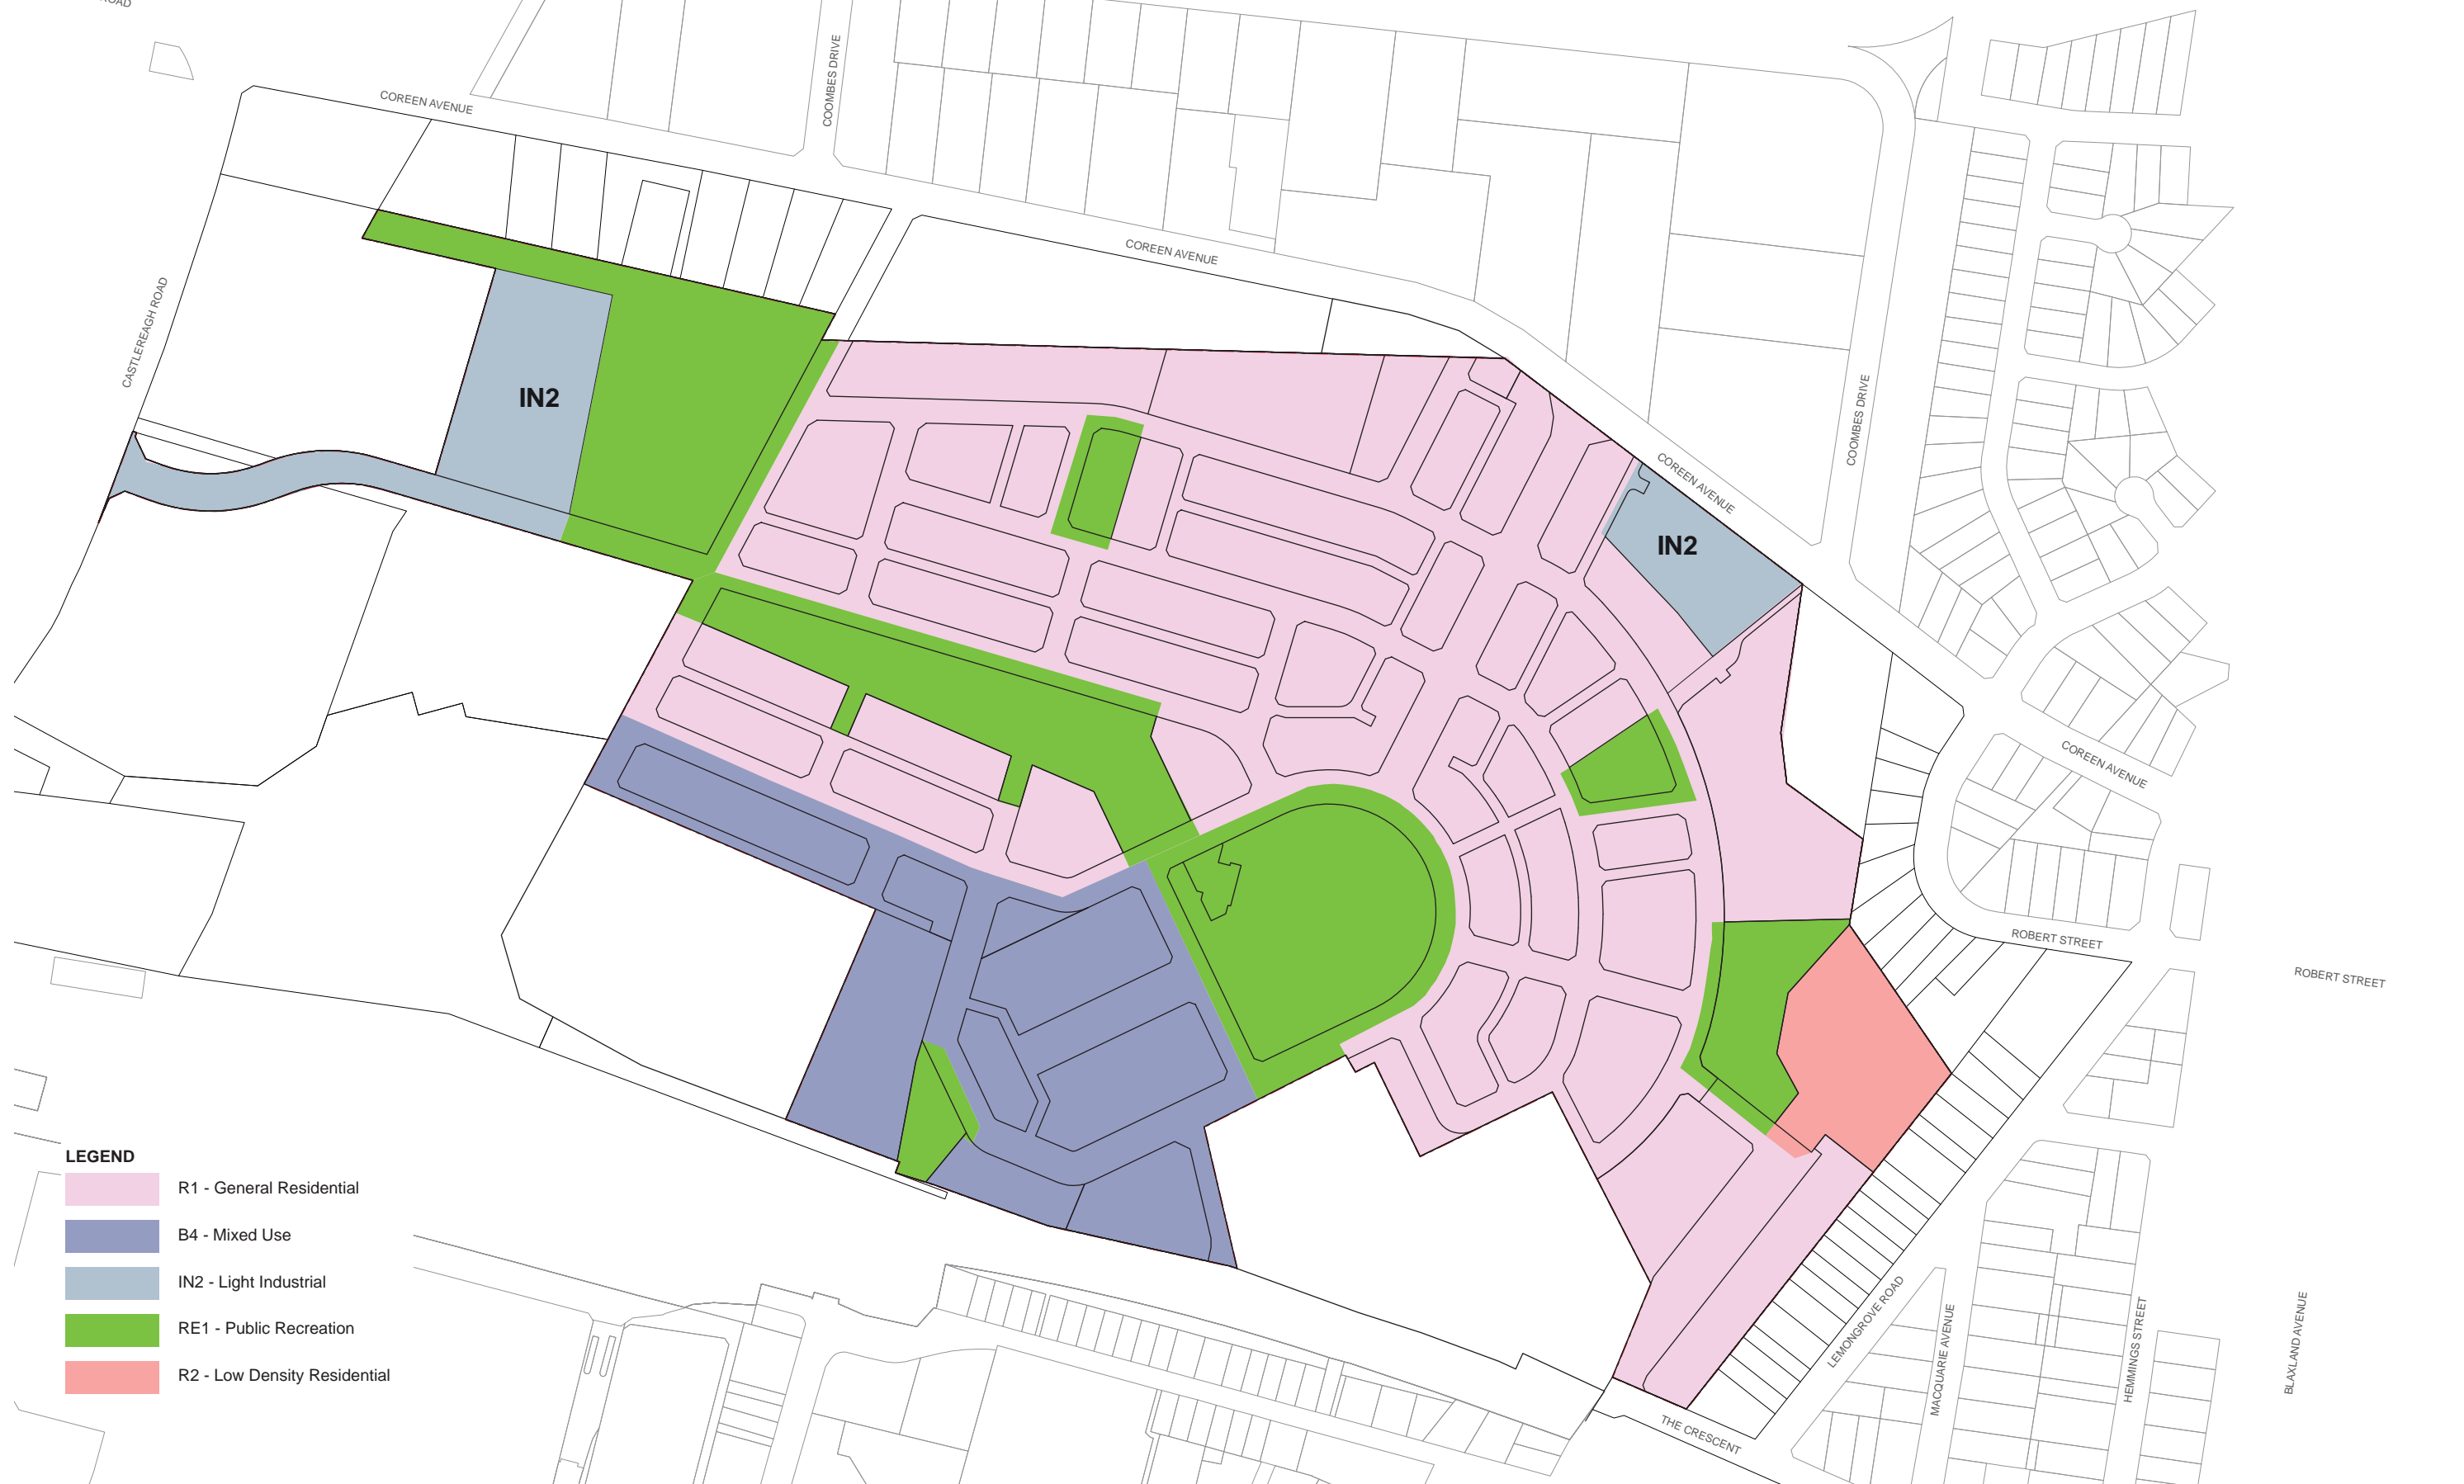 ROAD
COREEN AVENUE
COOMBES DRIVE
COREEN AVENUE
CASTLEREAGH ROAD
IN2
COREEN AVENUE
COOMBES DRIVE
IN2
COREEN AVENUE
ROBERT STREET
ROBERT STREET
LEGEND
R1 - General Residential
B4 - Mixed Use
IN2 - Light Industrial
RE1 - Public Recreation
R2 - Low Density Residential
LEMONGROVE ROAD
MACQUARIE AVENUE
HEMMINGS STREET
BLAXLAND AVENUE
THE CRESCENT